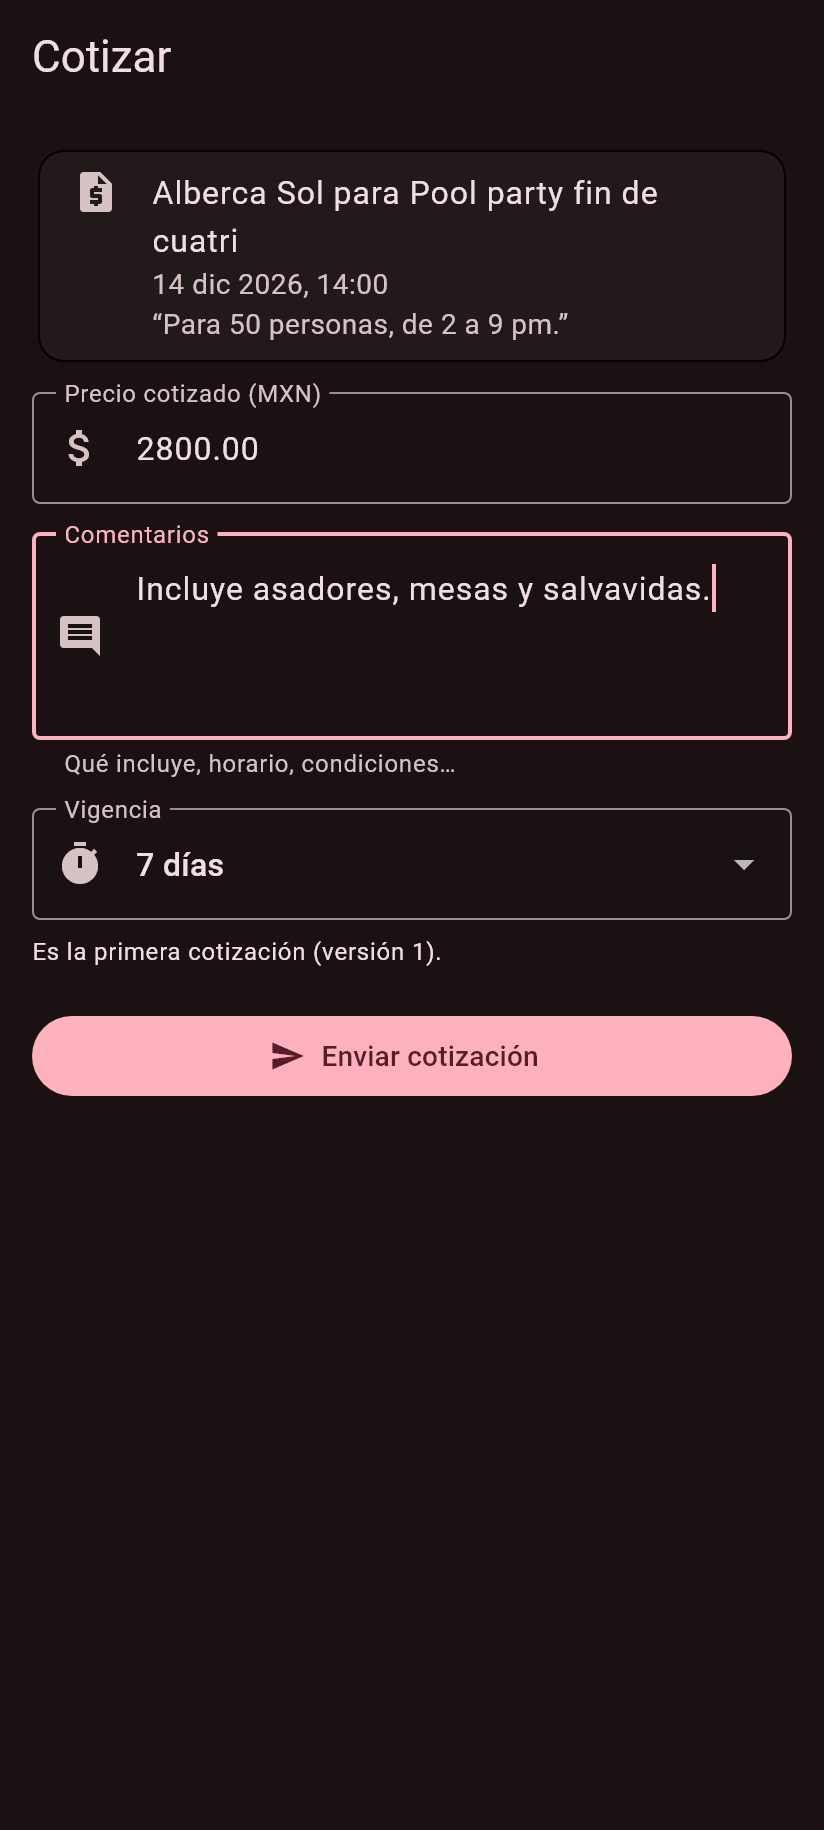 Cotizar
Alberca Sol para Pool party fin de
cuatri
14 dic 2026, 14:00
“Para 50 personas, de 2 a 9 pm.”
Precio cotizado (MXN)
$ 2800.00
Comentarios
Incluye asadores, mesas y salvavidas.
Qué incluye, horario, condiciones…
Vigencia
7 días
Es la primera cotización (versión 1).
Enviar cotización